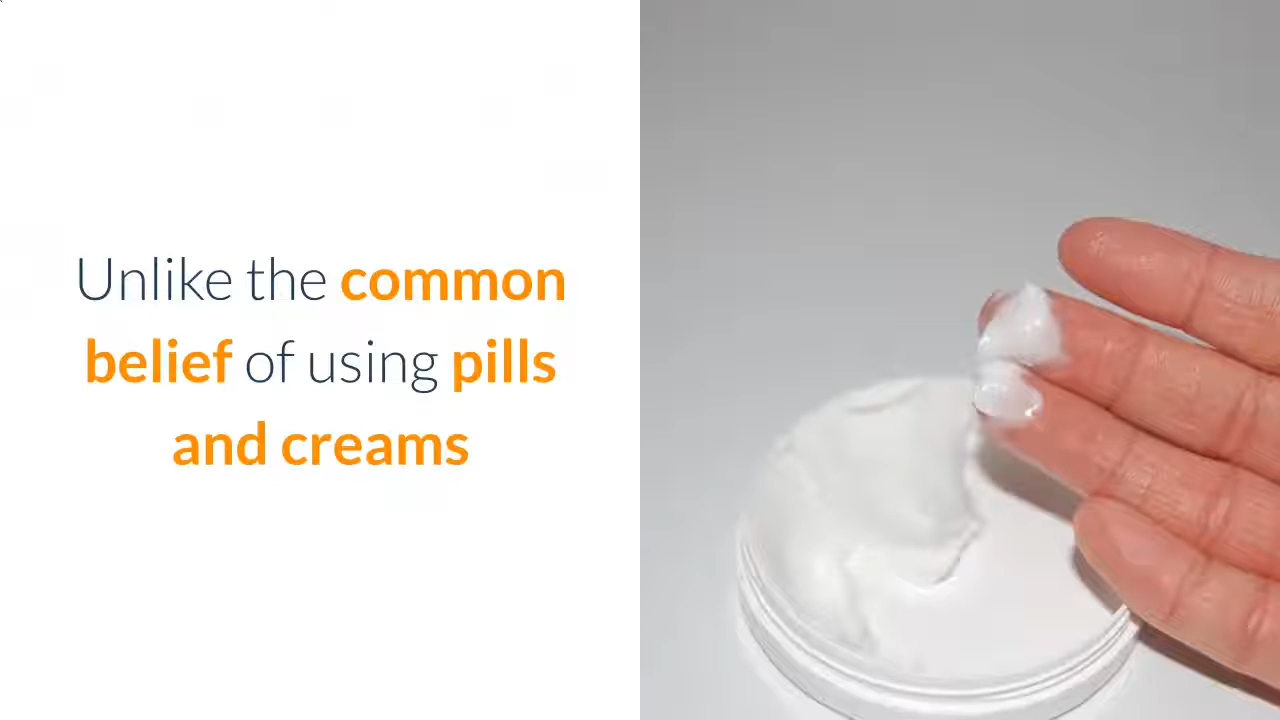 Unlike the common
belief of using pills
and creams